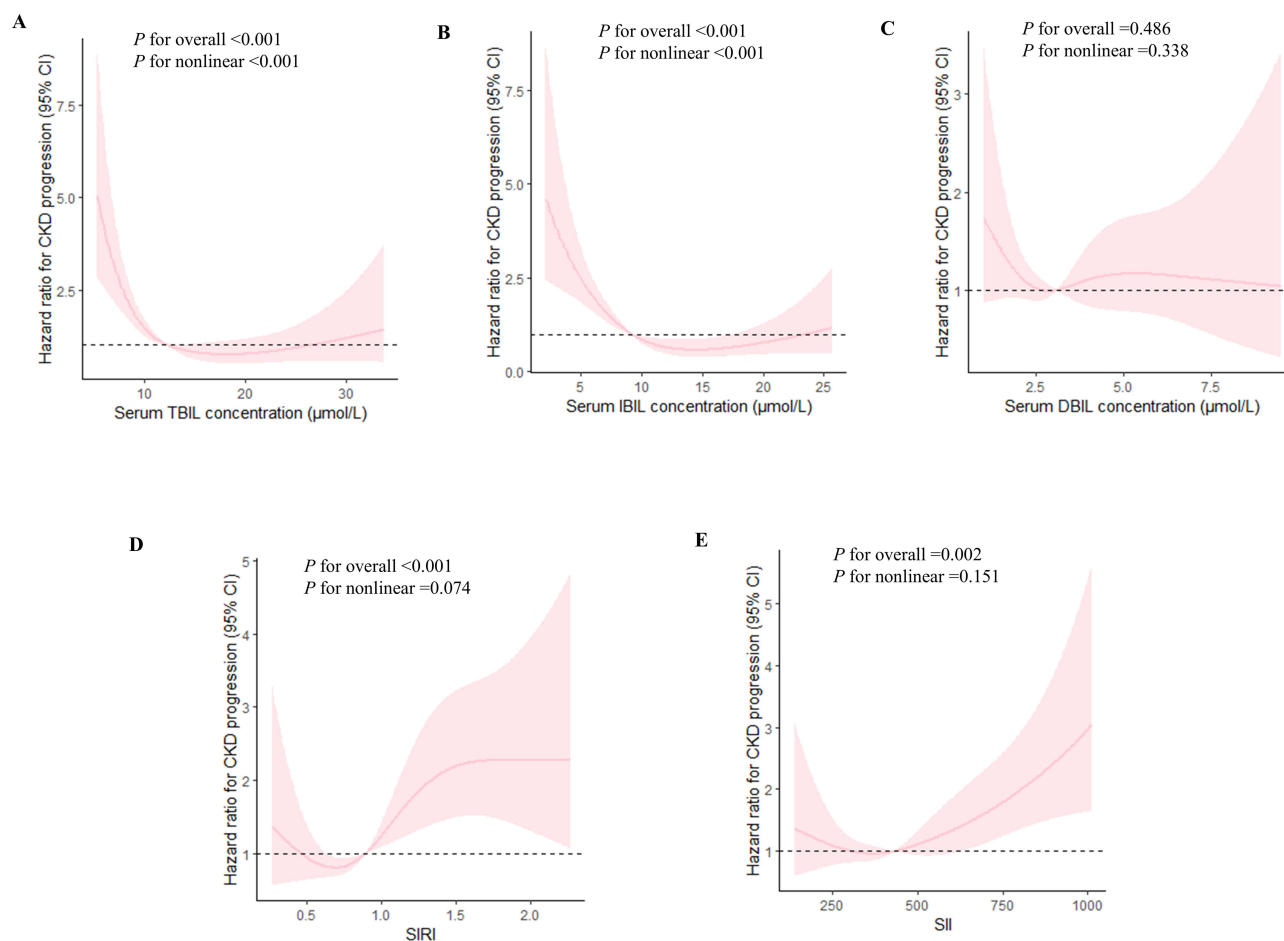 A
P for overall <0.001
P for nonlinear <0.001
Hazard ratio for CKD progression (95% CI)
7.5
5.0
2.5
10
20
30
Serum TBIL concentration (μmol/L)
B
P for overall <0.001
P for nonlinear <0.001
Hazard ratio for CKD progression (95% CI)
7.5
5.0
2.5
0.0
5
10
15
20
25
Serum IBIL concentration (μmol/L)
C
P for overall =0.486
P for nonlinear =0.338
Hazard ratio for CKD progression (95% CI)
3
2
1
2.5
5.0
7.5
Serum DBIL concentration (μmol/L)
D
P for overall <0.001
P for nonlinear =0.074
Hazard ratio for CKD progression (95% CI)
5
4
3
2
1
0.5
1.0
1.5
2.0
SIRI
E
P for overall =0.002
P for nonlinear =0.151
Hazard ratio for CKD progression (95% CI)
5
4
3
2
1
250
500
750
1000
SII